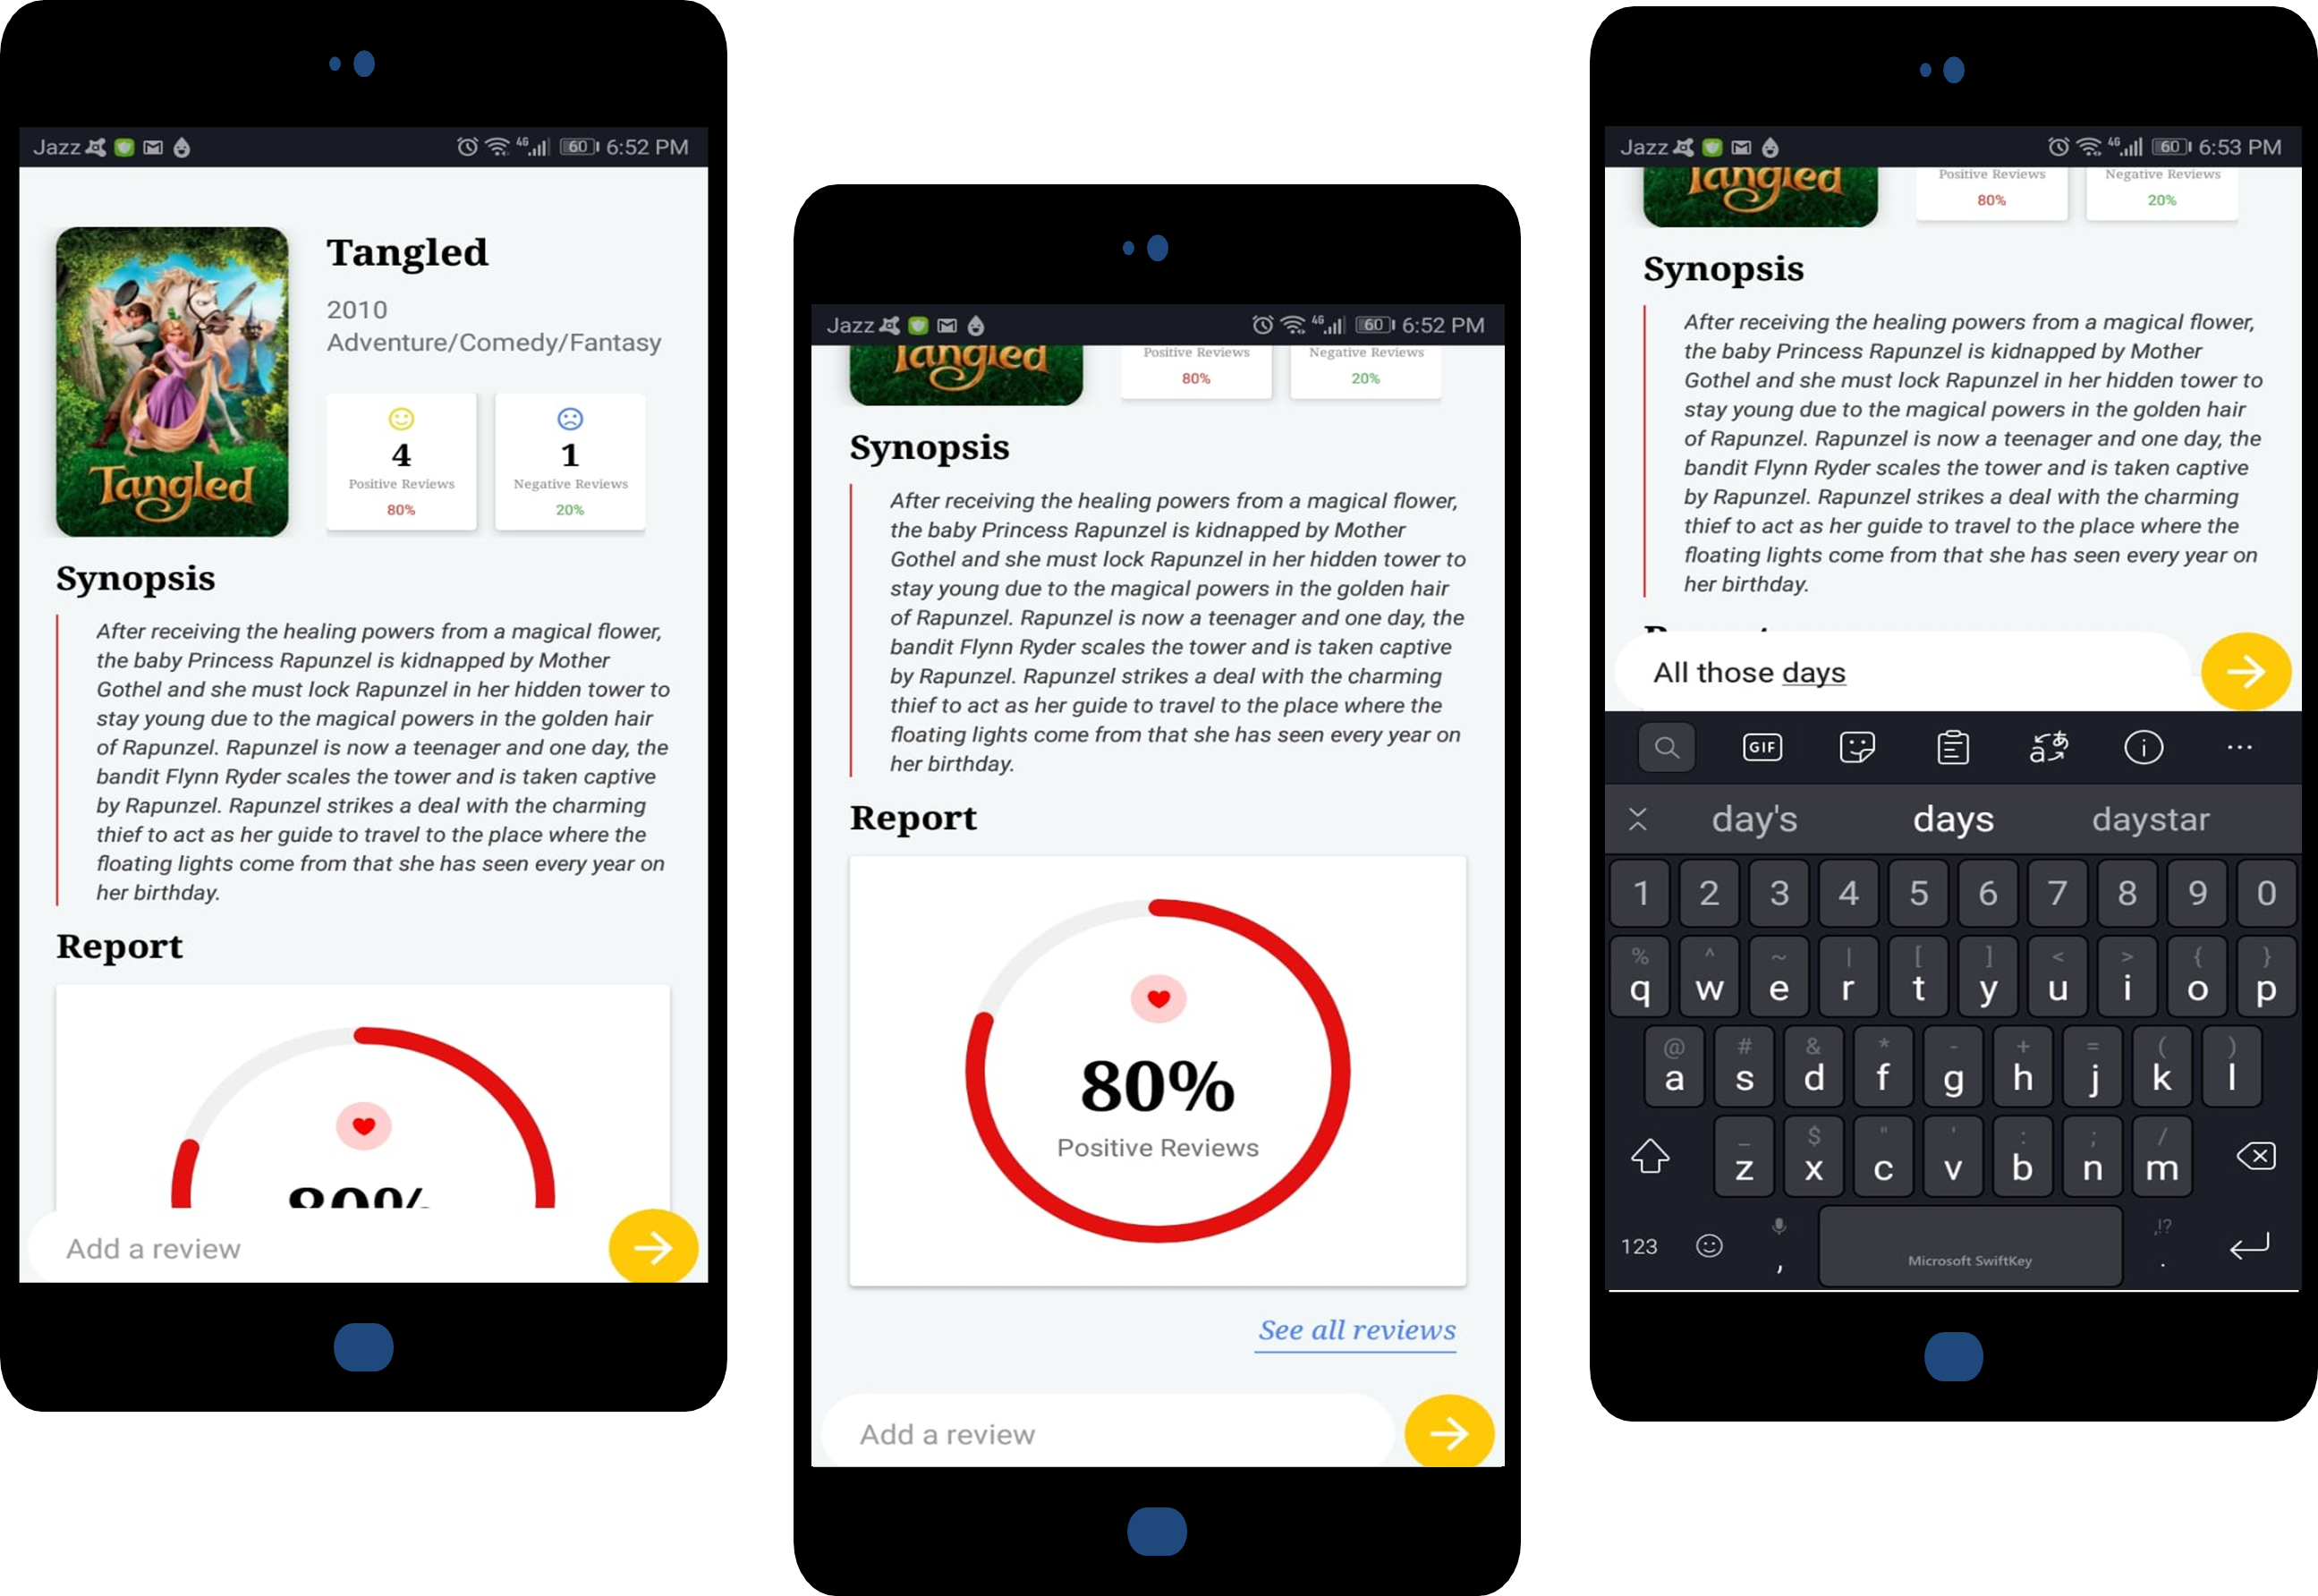 Jazz 4G 60 6:52 PM
Tangled
2010
Adventure/Comedy/Fantasy
4
Positive Reviews
80%
1
Negative Reviews
20%
Tangled
Synopsis
After receiving the healing powers from a magical flower,
the baby Princess Rapunzel is kidnapped by Mother
Gothel and she must lock Rapunzel in her hidden tower to
stay young due to the magical powers in the golden hair
of Rapunzel. Rapunzel is now a teenager and one day, the
bandit Flynn Ryder scales the tower and is taken captive
by Rapunzel. Rapunzel strikes a deal with the charming
thief to act as her guide to travel to the place where the
floating lights come from that she has seen every year on
her birthday.
Report
80%
Add a review
Jazz 4G 60 6:52 PM
Tangled
Positive Reviews
80%
Negative Reviews
20%
Synopsis
After receiving the healing powers from a magical flower,
the baby Princess Rapunzel is kidnapped by Mother
Gothel and she must lock Rapunzel in her hidden tower to
stay young due to the magical powers in the golden hair
of Rapunzel. Rapunzel is now a teenager and one day, the
bandit Flynn Ryder scales the tower and is taken captive
by Rapunzel. Rapunzel strikes a deal with the charming
thief to act as her guide to travel to the place where the
floating lights come from that she has seen every year on
her birthday.
Report
80%
Positive Reviews
See all reviews
Add a review
Jazz 4G 60 6:53 PM
Tangled
Positive Reviews
80%
Negative Reviews
20%
Synopsis
After receiving the healing powers from a magical flower,
the baby Princess Rapunzel is kidnapped by Mother
Gothel and she must lock Rapunzel in her hidden tower to
stay young due to the magical powers in the golden hair
of Rapunzel. Rapunzel is now a teenager and one day, the
bandit Flynn Ryder scales the tower and is taken captive
by Rapunzel. Rapunzel strikes a deal with the charming
thief to act as her guide to travel to the place where the
floating lights come from that she has seen every year on
her birthday.
All those days
GIF aあ
day's days daystar
1 2 3 4 5 6 7 8 9 0
% ^ ~ | [ ] < > { }
q w e r t y u i o p
@ # & * - + = ( )
a s d f g h j k l
_ $ " ' : ; /
z x c v b n m
,!?
123 , Microsoft SwiftKey .